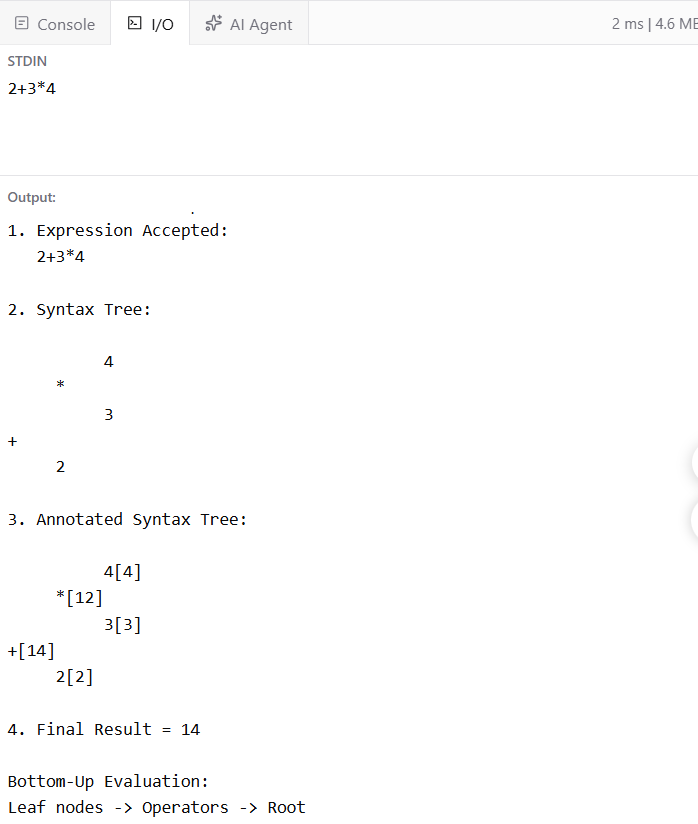 Console I/O AI Agent 2 ms | 4.6 ME
STDIN
2+3*4
Output:
1. Expression Accepted:
2+3*4
2. Syntax Tree:
4
*
3
+
2
3. Annotated Syntax Tree:
4[4]
*[12]
3[3]
+[14]
2[2]
4. Final Result = 14
Bottom-Up Evaluation:
Leaf nodes -> Operators -> Root